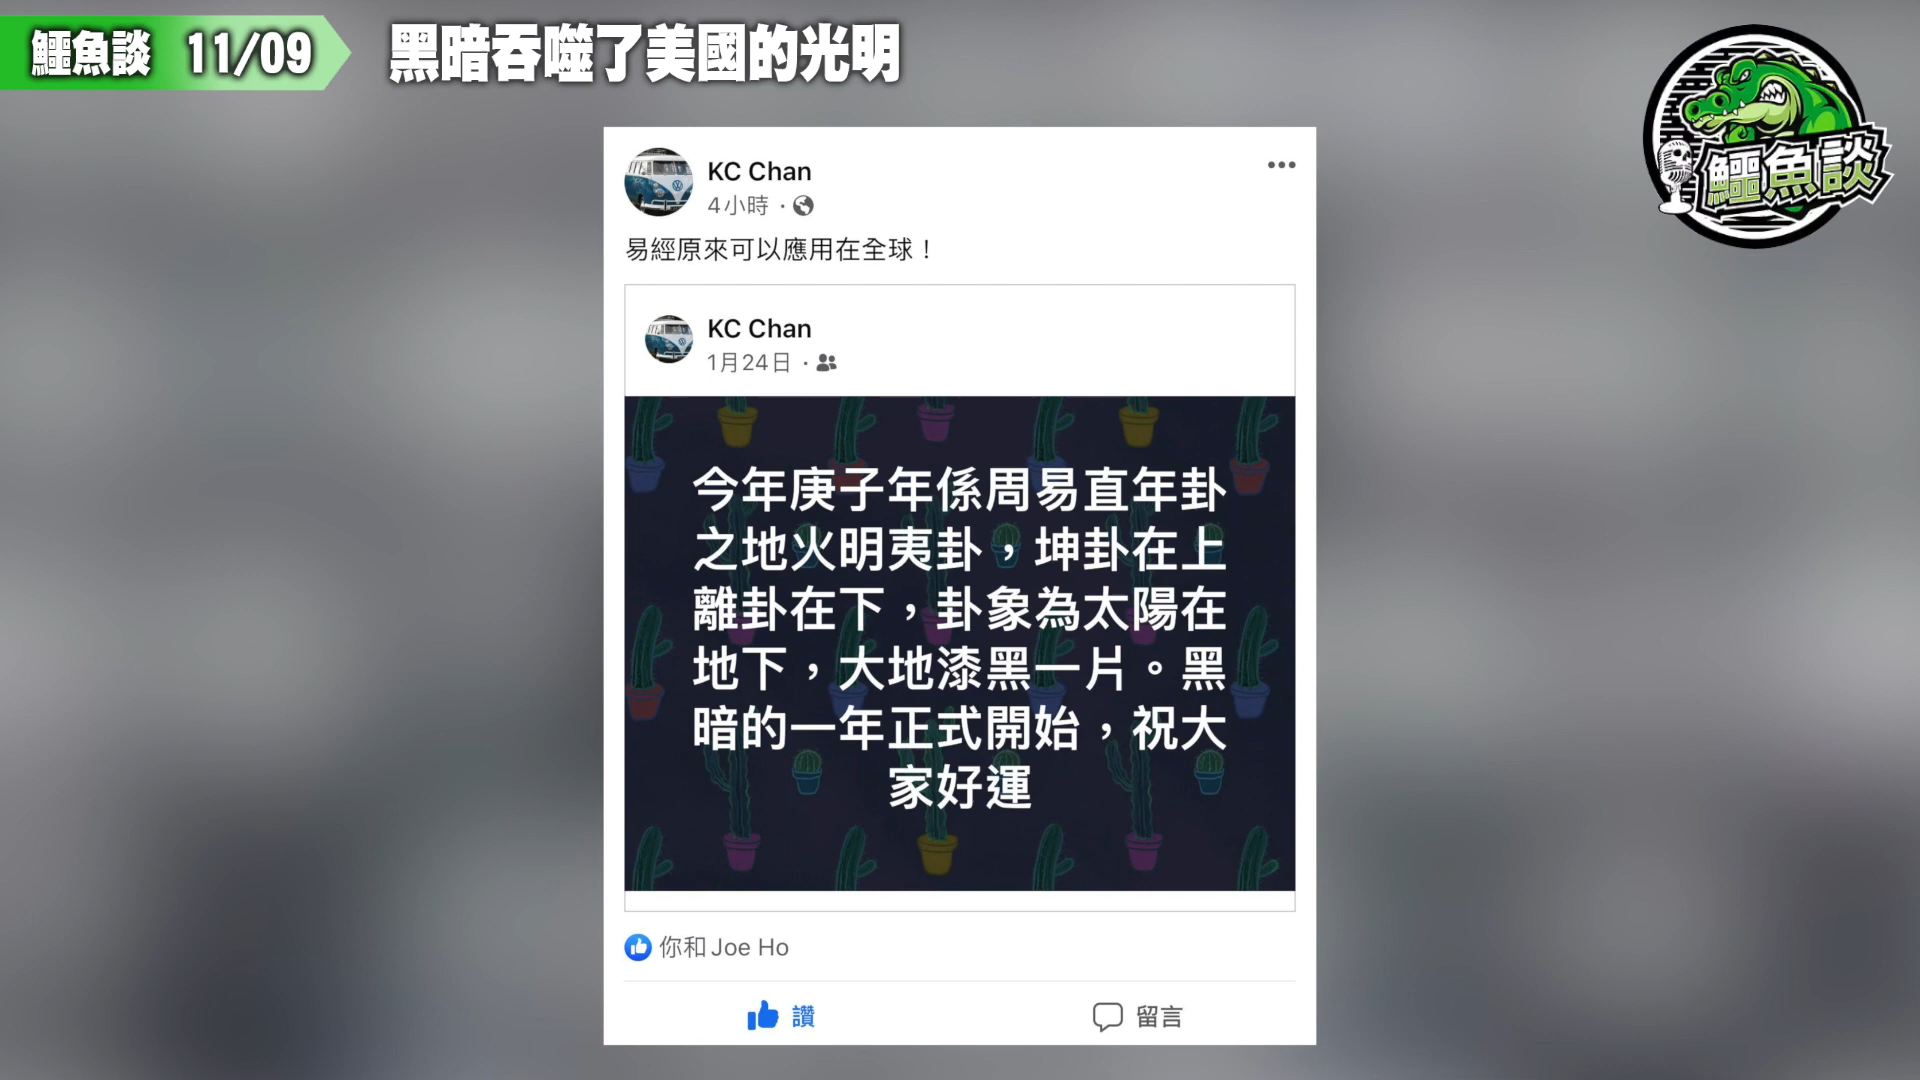 鱷魚談 11/09
黑暗吞噬了美國的光明
鱷魚談
KC Chan
4小時 ·
易經原來可以應用在全球！
KC Chan
1月24日 ·
今年庚子年係周易直年卦
之地火明夷卦，坤卦在上
離卦在下，卦象為太陽在
地下，大地漆黑一片。黑
暗的一年正式開始，祝大
家好運
你和 Joe Ho
讚
留言